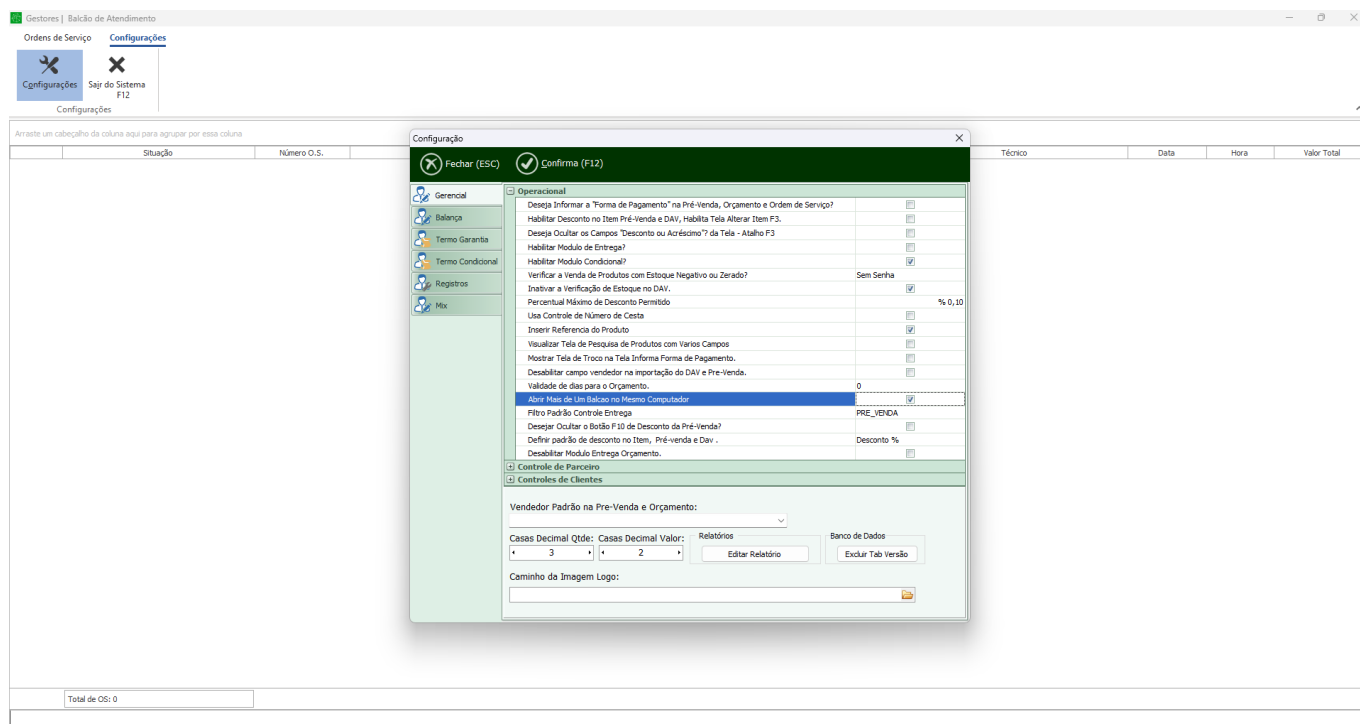 Gestores | Balcão de Atendimento
Ordens de Serviço Configurações
Configurações Sair do Sistema F12
Configurações
Arraste um cabeçalho da coluna aqui para agrupar por essa coluna
Situação Número O.S. Técnico Data Hora Valor Total
Configuração
Fechar (ESC) Confirma (F12)
Gerencial
Balança
Termo Garantia
Termo Condicional
Registros
Mix
Operacional
Deseja Informar a "Forma de Pagamento" na Pré-Venda, Orçamento e Ordem de Serviço?
Habilitar Desconto no Item Pré-Venda e DAV, Habilita Tela Alterar Item F3.
Deseja Ocultar os Campos "Desconto ou Acréscimo"? da Tela - Atalho F3
Habilitar Modulo de Entrega?
Habilitar Modulo Condicional?
Verificar a Venda de Produtos com Estoque Negativo ou Zerado? Sem Senha
Inativar a Verificação de Estoque no DAV.
Percentual Máximo de Desconto Permitido % 0,10
Usa Controle de Número de Cesta
Inserir Referencia do Produto
Visualizar Tela de Pesquisa de Produtos com Varios Campos
Mostrar Tela de Troco na Tela Informa Forma de Pagamento.
Desabilitar campo vendedor na importação do DAV e Pre-Venda.
Validade de dias para o Orçamento. 0
Abrir Mais de Um Balcao no Mesmo Computador
Filtro Padrão Controle Entrega PRE_VENDA
Desejar Ocultar o Botão F10 de Desconto da Pré-Venda?
Definir padrão de desconto no Item, Pré-venda e Dav . Desconto %
Desabilitar Modulo Entrega Orçamento.
Controle de Parceiro
Controles de Clientes
Vendedor Padrão na Pre-Venda e Orçamento:
Casas Decimal Qtde: Casas Decimal Valor: Relatórios Banco de Dados
3 2 Editar Relatório Excluir Tab Versão
Caminho da Imagem Logo:
Total de OS: 0